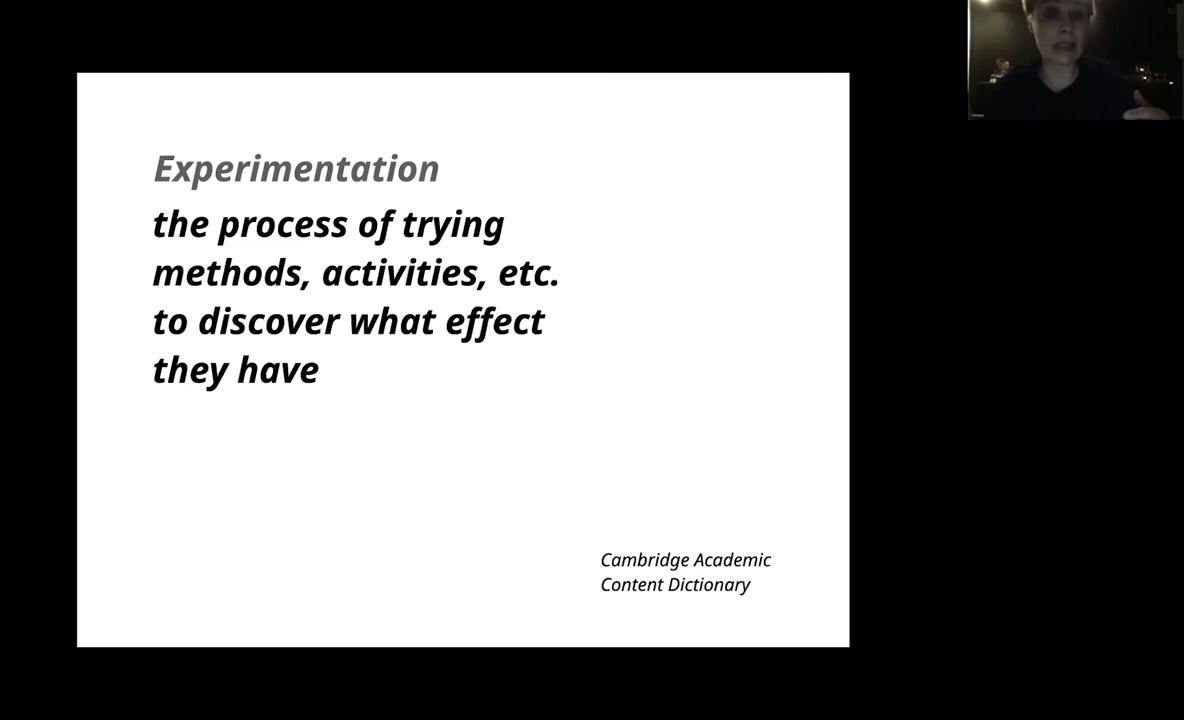 Experimentation
the process of trying
methods, activities, etc.
to discover what effect
they have
Cambridge Academic
Content Dictionary